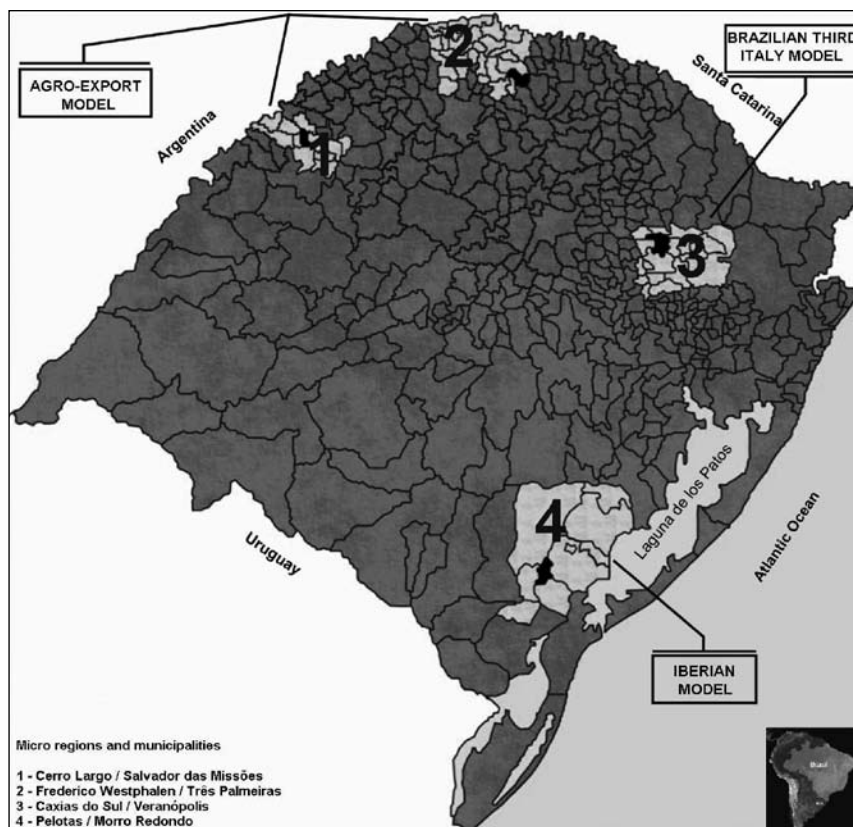 AGRO-EXPORT
MODEL
BRAZILIAN THIRD
ITALY MODEL
Santa Catarina
Argentina
2
1
3
4
Laguna de los Patos
Atlantic Ocean
Uruguay
IBERIAN
MODEL
Micro regions and municipalities
1 - Cerro Largo / Salvador das Missões
2 - Frederico Westphalen / Três Palmeiras
3 - Caxias do Sul / Veranópolis
4 - Pelotas / Morro Redondo
Brasil